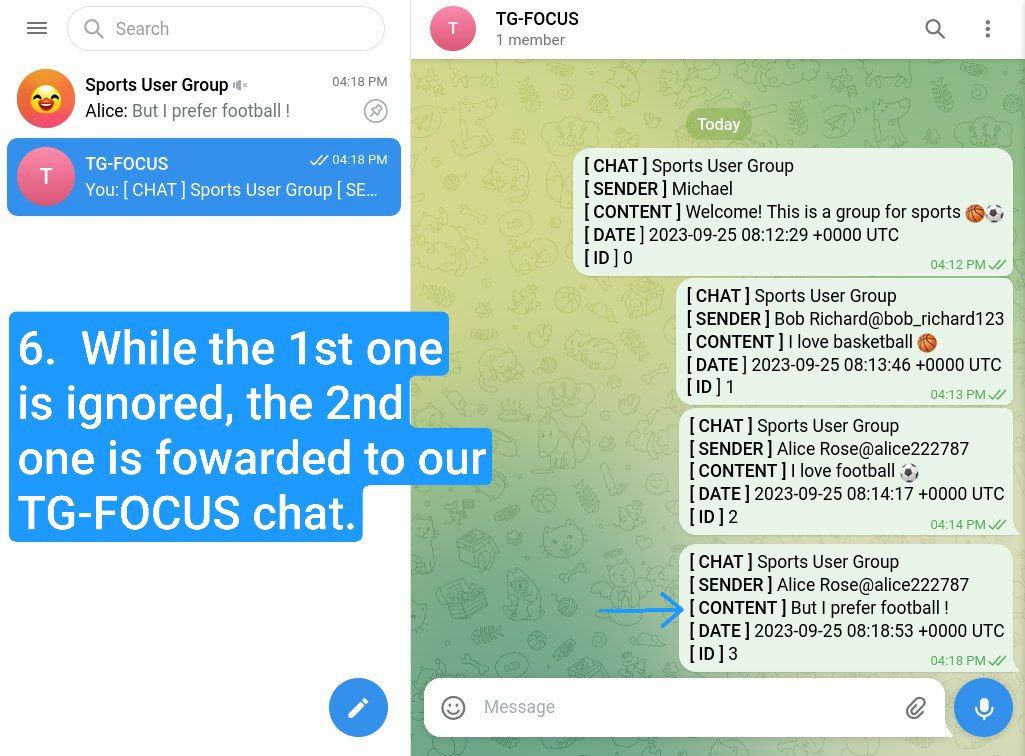 Search
Sports User Group
04:18 PM
Alice: But I prefer football !
T
TG-FOCUS
04:18 PM
You: [ CHAT ] Sports User Group [ SE...
6. While the 1st one
is ignored, the 2nd
one is fowarded to our
TG-FOCUS chat.
T
TG-FOCUS
1 member
Today
[ CHAT ] Sports User Group
[ SENDER ] Michael
[ CONTENT ] Welcome! This is a group for sports 🏀⚽
[ DATE ] 2023-09-25 08:12:29 +0000 UTC
[ ID ] 0
04:12 PM
[ CHAT ] Sports User Group
[ SENDER ] Bob Richard@bob_richard123
[ CONTENT ] I love basketball 🏀
[ DATE ] 2023-09-25 08:13:46 +0000 UTC
[ ID ] 1
04:13 PM
[ CHAT ] Sports User Group
[ SENDER ] Alice Rose@alice222787
[ CONTENT ] I love football ⚽
[ DATE ] 2023-09-25 08:14:17 +0000 UTC
[ ID ] 2
04:14 PM
[ CHAT ] Sports User Group
[ SENDER ] Alice Rose@alice222787
[ CONTENT ] But I prefer football !
[ DATE ] 2023-09-25 08:18:53 +0000 UTC
[ ID ] 3
04:18 PM
Message